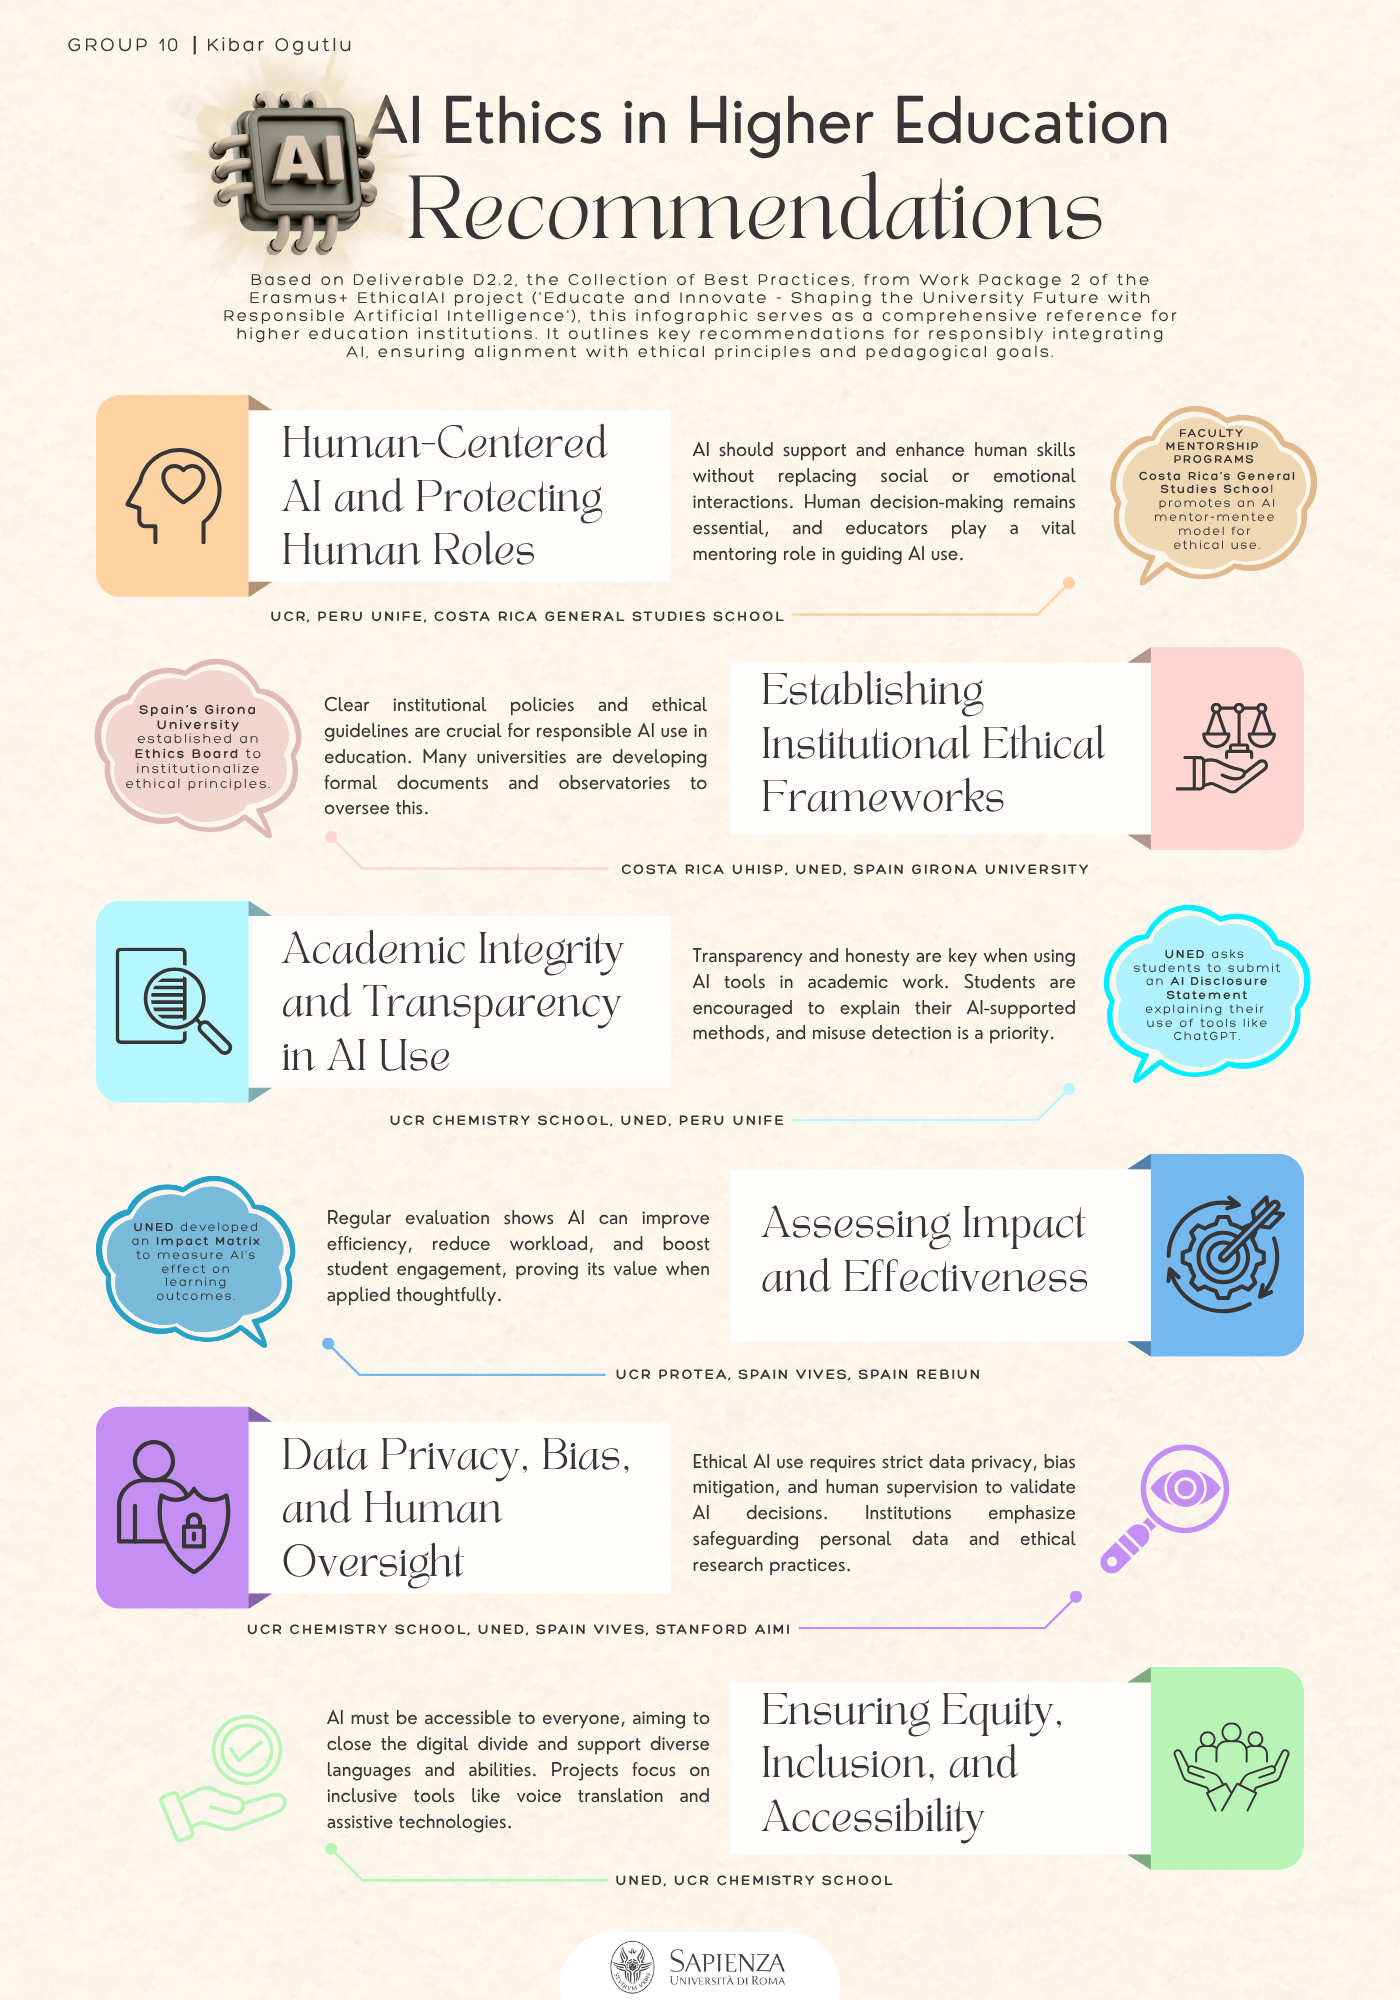 GROUP 10 | Kibar Ogutlu
AI
AI Ethics in Higher Education
Recommendations
Based on Deliverable D2.2, the Collection of Best Practices, from Work Package 2 of the
Erasmus+ EthicalAI project ('Educate and Innovate - Shaping the University Future with
Responsible Artificial Intelligence'), this infographic serves as a comprehensive reference for
higher education institutions. It outlines key recommendations for responsibly integrating
AI, ensuring alignment with ethical principles and pedagogical goals.
Human-Centered
AI and Protecting
Human Roles
AI should support and enhance human skills
without replacing social or emotional
interactions. Human decision-making remains
essential, and educators play a vital
mentoring role in guiding AI use.
FACULTY
MENTORSHIP
PROGRAMS
Costa Rica's General
Studies School
promotes an AI
mentor-mentee
model for
ethical use.
UCR, PERU UNIFE, COSTA RICA GENERAL STUDIES SCHOOL
Spain's Girona
University
established an
Ethics Board to
institutionalize
ethical principles.
Clear institutional policies and ethical
guidelines are crucial for responsible AI use in
education. Many universities are developing
formal documents and observatories to
oversee this.
Establishing
Institutional Ethical
Frameworks
COSTA RICA UHISP, UNED, SPAIN GIRONA UNIVERSITY
Academic Integrity
and Transparency
in AI Use
Transparency and honesty are key when using
AI tools in academic work. Students are
encouraged to explain their AI-supported
methods, and misuse detection is a priority.
UNED asks
students to submit
an AI Disclosure
Statement
explaining their
use of tools like
ChatGPT.
UCR CHEMISTRY SCHOOL, UNED, PERU UNIFE
UNED developed
an Impact Matrix
to measure AI's
effect on
learning
outcomes.
Regular evaluation shows AI can improve
efficiency, reduce workload, and boost
student engagement, proving its value when
applied thoughtfully.
Assessing Impact
and Effectiveness
UCR PROTEA, SPAIN VIVES, SPAIN REBIUN
Data Privacy, Bias,
and Human
Oversight
Ethical AI use requires strict data privacy, bias
mitigation, and human supervision to validate
AI decisions. Institutions emphasize
safeguarding personal data and ethical
research practices.
UCR CHEMISTRY SCHOOL, UNED, SPAIN VIVES, STANFORD AIMI
AI must be accessible to everyone, aiming to
close the digital divide and support diverse
languages and abilities. Projects focus on
inclusive tools like voice translation and
assistive technologies.
Ensuring Equity,
Inclusion, and
Accessibility
UNED, UCR CHEMISTRY SCHOOL
STVDIVM VRBIS
SAPIENZA
UNIVERSITÀ DI ROMA